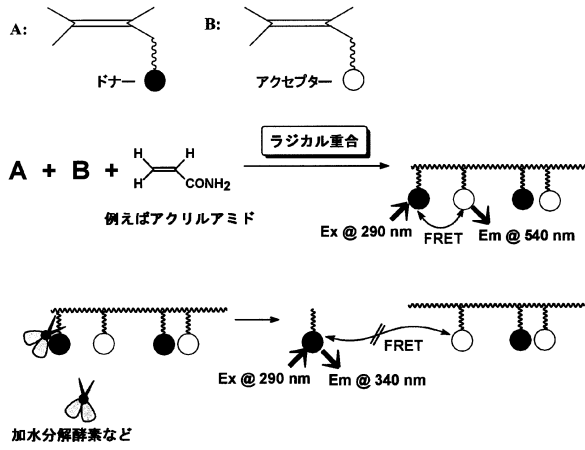 A: B:
ドナー アクセプター
ラジカル重合
A + B + H H H CONH2
例えばアクリルアミド
Ex @ 290 nm FRET Em @ 540 nm
FRET
Ex @ 290 nm Em @ 340 nm
加水分解酵素など